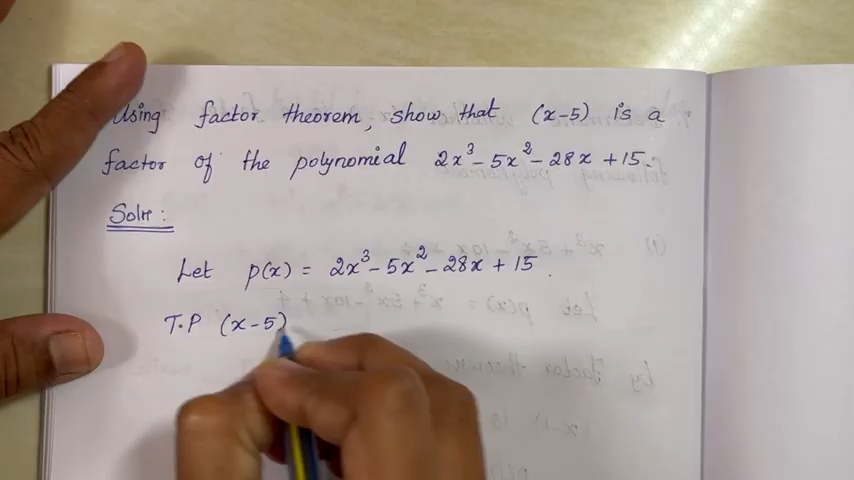 Using factor theorem, show that (x-5) is a
factor of the polynomial 2x³ - 5x² - 28x + 15.
Soln:
Let p(x) = 2x³ - 5x² - 28x + 15.
T.P (x-5)